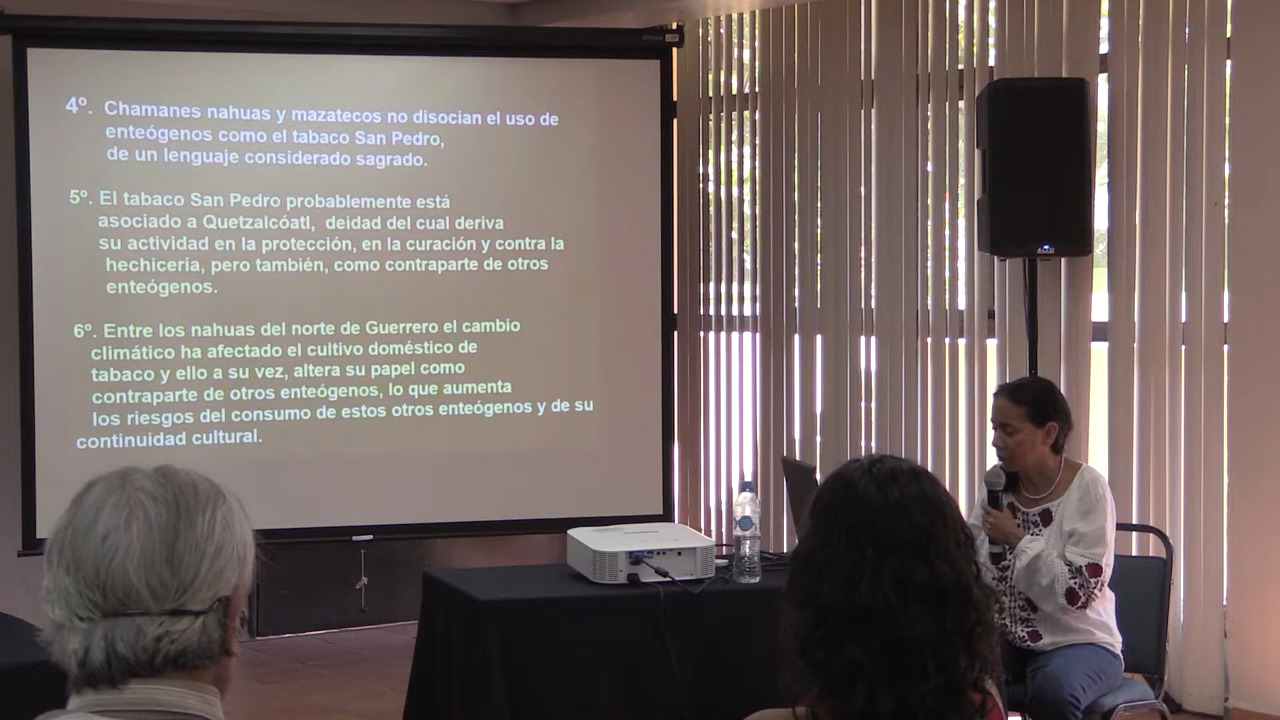 4º. Chamanes nahuas y mazatecos no disocian el uso de
enteógenos como el tabaco San Pedro,
de un lenguaje considerado sagrado.
5º. El tabaco San Pedro probablemente está
asociado a Quetzalcóatl, deidad del cual deriva
su actividad en la protección, en la curación y contra la
hechicería, pero también, como contraparte de otros
enteógenos.
6º. Entre los nahuas del norte de Guerrero el cambio
climático ha afectado el cultivo doméstico de
tabaco y ello a su vez, altera su papel como
contraparte de otros enteógenos, lo que aumenta
los riesgos del consumo de estos otros enteógenos y de su
continuidad cultural.